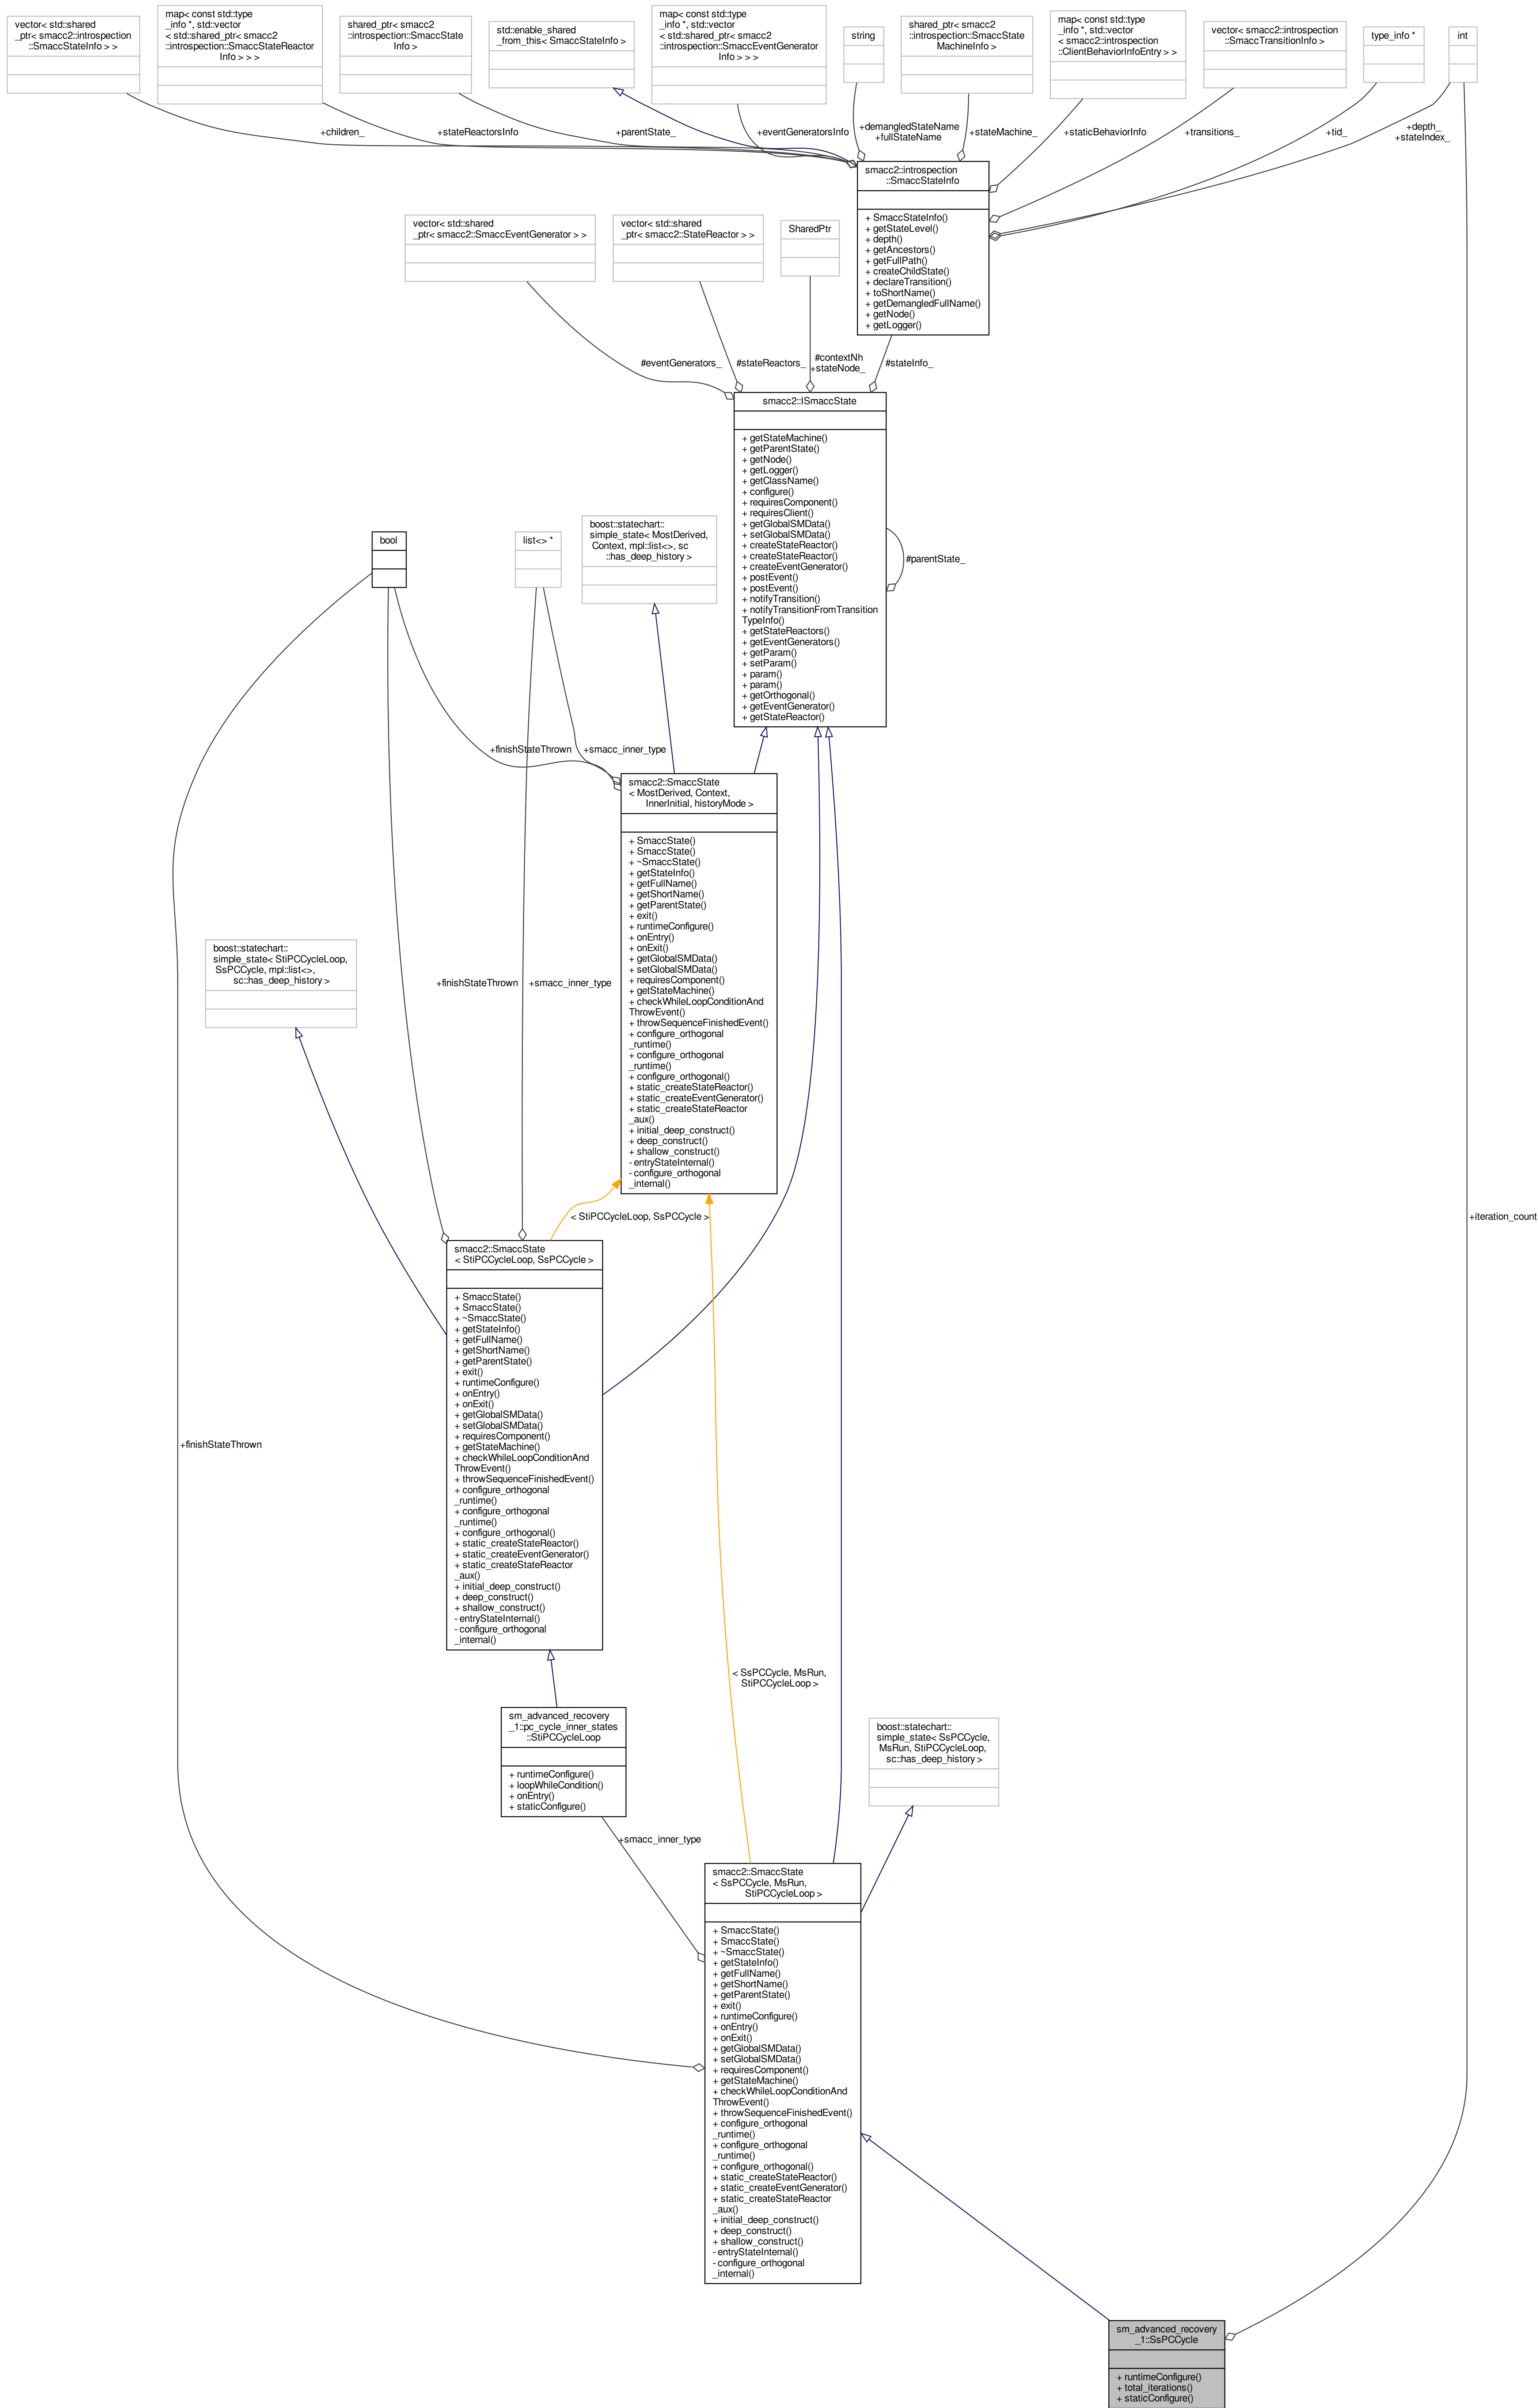 vector< std::shared
_ptr< smacc2::introspection
::SmaccStateInfo > >
map< const std::type
_info *, std::vector
< std::shared_ptr< smacc2
::introspection::SmaccStateReactor
Info > > >
shared_ptr< smacc2
::introspection::SmaccState
Info >
std::enable_shared
_from_this< SmaccStateInfo >
map< const std::type
_info *, std::vector
< std::shared_ptr< smacc2
::introspection::SmaccEventGenerator
Info > > >
string
shared_ptr< smacc2
::introspection::SmaccState
MachineInfo >
map< const std::type
_info *, std::vector
< smacc2::introspection
::ClientBehaviorInfoEntry > >
vector< smacc2::introspection
::SmaccTransitionInfo >
type_info *
int
+children_
+stateReactorsInfo
+parentState_
+eventGeneratorsInfo
+demangledStateName
+fullStateName
+stateMachine_
+staticBehaviorInfo
+transitions_
+tid_
+depth_
+stateIndex_
smacc2::introspection
::SmaccStateInfo
+ SmaccStateInfo()
+ getStateLevel()
+ depth()
+ getAncestors()
+ getFullPath()
+ createChildState()
+ declareTransition()
+ toShortName()
+ getDemangledFullName()
+ getNode()
+ getLogger()
vector< std::shared
_ptr< smacc2::SmaccEventGenerator > >
vector< std::shared
_ptr< smacc2::StateReactor > >
SharedPtr
#eventGenerators_
#stateReactors_
#contextNh
+stateNode_
#stateInfo_
smacc2::ISmaccState
+ getStateMachine()
+ getParentState()
+ getNode()
+ getLogger()
+ getClassName()
+ configure()
+ requiresComponent()
+ requiresClient()
+ getGlobalSMData()
+ setGlobalSMData()
+ createStateReactor()
+ createStateReactor()
+ createEventGenerator()
+ postEvent()
+ postEvent()
+ notifyTransition()
+ notifyTransitionFromTransition
TypeInfo()
+ getStateReactors()
+ getEventGenerators()
+ getParam()
+ setParam()
+ param()
+ param()
+ getOrthogonal()
+ getEventGenerator()
+ getStateReactor()
#parentState_
bool
list<> *
boost::statechart::
simple_state< MostDerived,
Context, mpl::list<>, sc
::has_deep_history >
+finishStateThrown
+smacc_inner_type
smacc2::SmaccState
< MostDerived, Context,
InnerInitial, historyMode >
+ SmaccState()
+ SmaccState()
+ ~SmaccState()
+ getStateInfo()
+ getFullName()
+ getShortName()
+ getParentState()
+ exit()
+ runtimeConfigure()
+ onEntry()
+ onExit()
+ getGlobalSMData()
+ setGlobalSMData()
+ requiresComponent()
+ getStateMachine()
+ checkWhileLoopConditionAnd
ThrowEvent()
+ throwSequenceFinishedEvent()
+ configure_orthogonal
_runtime()
+ configure_orthogonal
_runtime()
+ configure_orthogonal()
+ static_createStateReactor()
+ static_createEventGenerator()
+ static_createStateReactor
_aux()
+ initial_deep_construct()
+ deep_construct()
+ shallow_construct()
- entryStateInternal()
- configure_orthogonal
_internal()
boost::statechart::
simple_state< StiPCCycleLoop,
SsPCCycle, mpl::list<>,
sc::has_deep_history >
+finishStateThrown
+smacc_inner_type
< StiPCCycleLoop, SsPCCycle >
+iteration_count
smacc2::SmaccState
< StiPCCycleLoop, SsPCCycle >
+ SmaccState()
+ SmaccState()
+ ~SmaccState()
+ getStateInfo()
+ getFullName()
+ getShortName()
+ getParentState()
+ exit()
+ runtimeConfigure()
+ onEntry()
+ onExit()
+ getGlobalSMData()
+ setGlobalSMData()
+ requiresComponent()
+ getStateMachine()
+ checkWhileLoopConditionAnd
ThrowEvent()
+ throwSequenceFinishedEvent()
+ configure_orthogonal
_runtime()
+ configure_orthogonal
_runtime()
+ configure_orthogonal()
+ static_createStateReactor()
+ static_createEventGenerator()
+ static_createStateReactor
_aux()
+ initial_deep_construct()
+ deep_construct()
+ shallow_construct()
- entryStateInternal()
- configure_orthogonal
_internal()
+finishStateThrown
< SsPCCycle, MsRun,
StiPCCycleLoop >
sm_advanced_recovery
_1::pc_cycle_inner_states
::StiPCCycleLoop
+ runtimeConfigure()
+ loopWhileCondition()
+ onEntry()
+ staticConfigure()
boost::statechart::
simple_state< SsPCCycle,
MsRun, StiPCCycleLoop,
sc::has_deep_history >
+smacc_inner_type
smacc2::SmaccState
< SsPCCycle, MsRun,
StiPCCycleLoop >
+ SmaccState()
+ SmaccState()
+ ~SmaccState()
+ getStateInfo()
+ getFullName()
+ getShortName()
+ getParentState()
+ exit()
+ runtimeConfigure()
+ onEntry()
+ onExit()
+ getGlobalSMData()
+ setGlobalSMData()
+ requiresComponent()
+ getStateMachine()
+ checkWhileLoopConditionAnd
ThrowEvent()
+ throwSequenceFinishedEvent()
+ configure_orthogonal
_runtime()
+ configure_orthogonal
_runtime()
+ configure_orthogonal()
+ static_createStateReactor()
+ static_createEventGenerator()
+ static_createStateReactor
_aux()
+ initial_deep_construct()
+ deep_construct()
+ shallow_construct()
- entryStateInternal()
- configure_orthogonal
_internal()
sm_advanced_recovery
_1::SsPCCycle
+ runtimeConfigure()
+ total_iterations()
+ staticConfigure()